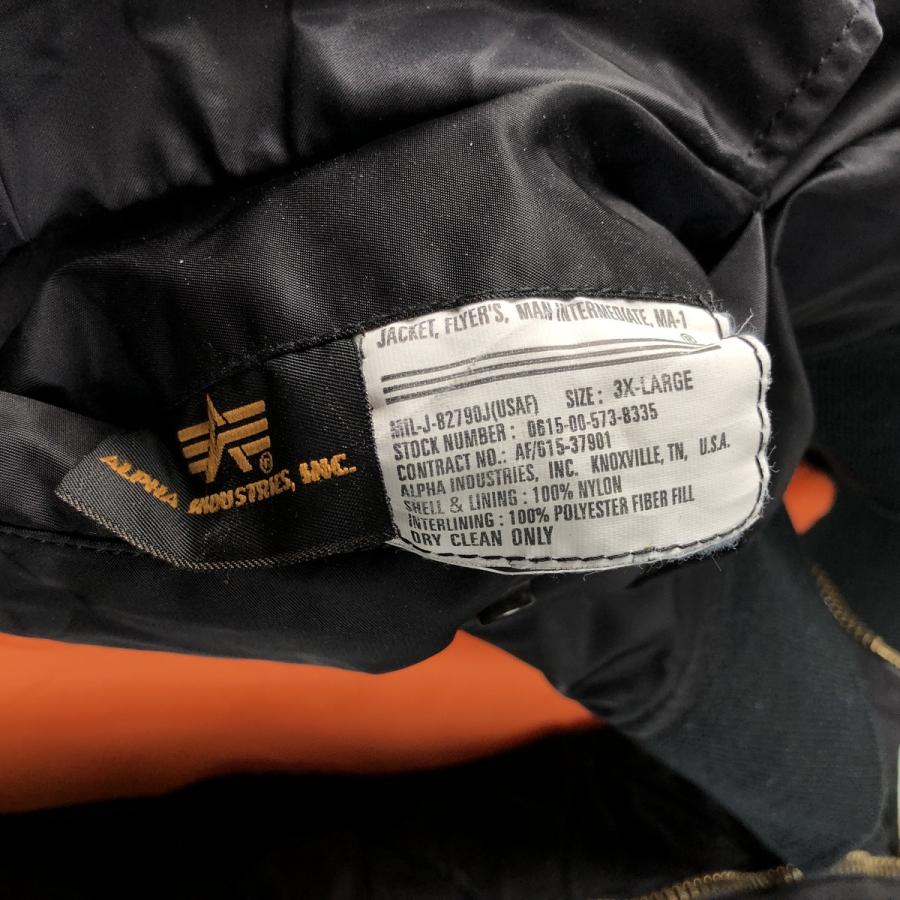 ALPHA INDUSTRIES, INC.
®
JACKET, FLYER'S, MAN INTERMEDIATE, MA-1
®
MIL-J-82790J(USAF) SIZE: 3X-LARGE
STOCK NUMBER: 0615-00-573-8335
CONTRACT NO.: AF/615-37901
ALPHA INDUSTRIES, INC. KNOXVILLE, TN, U.S.A.
SHELL & LINING: 100% NYLON
INTERLINING: 100% POLYESTER FIBER FILL
DRY CLEAN ONLY